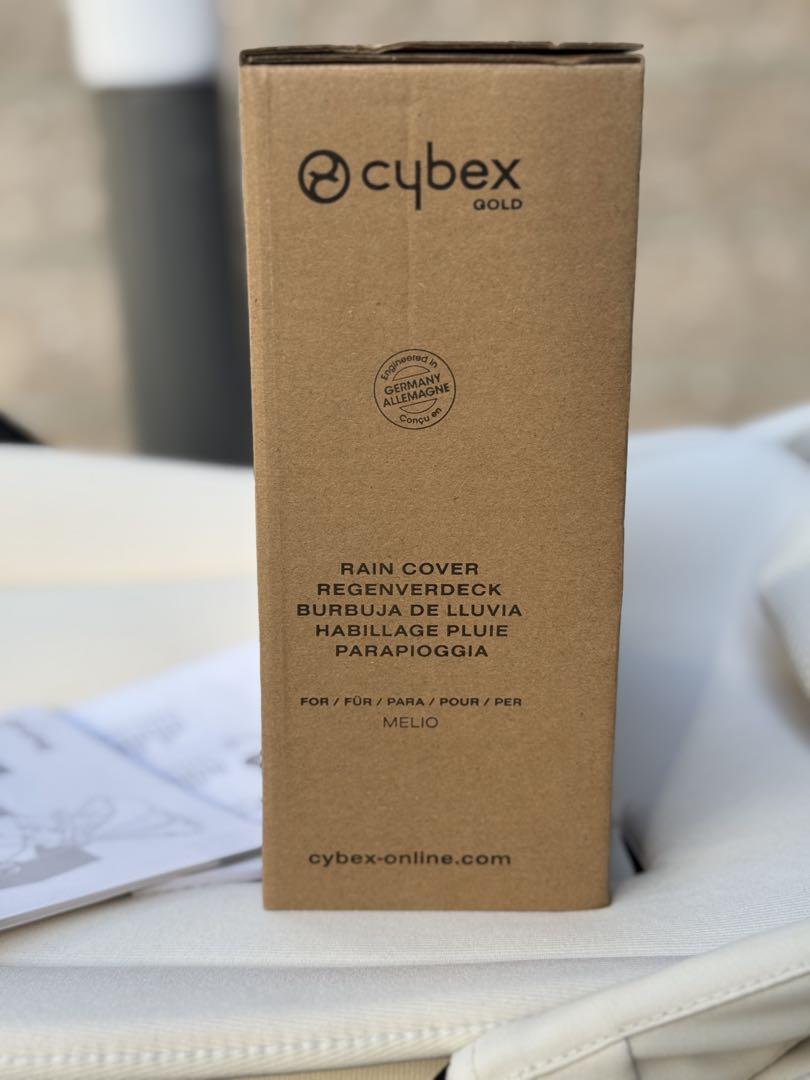 cybex
GOLD
Engineered in
GERMANY
ALLEMAGNE
Conçu en
RAIN COVER
REGENVERDECK
BURBUJA DE LLUVIA
HABILLAGE PLUIE
PARAPIOGGIA
FOR / FÜR / PARA / POUR / PER
MELIO
cybex-online.com